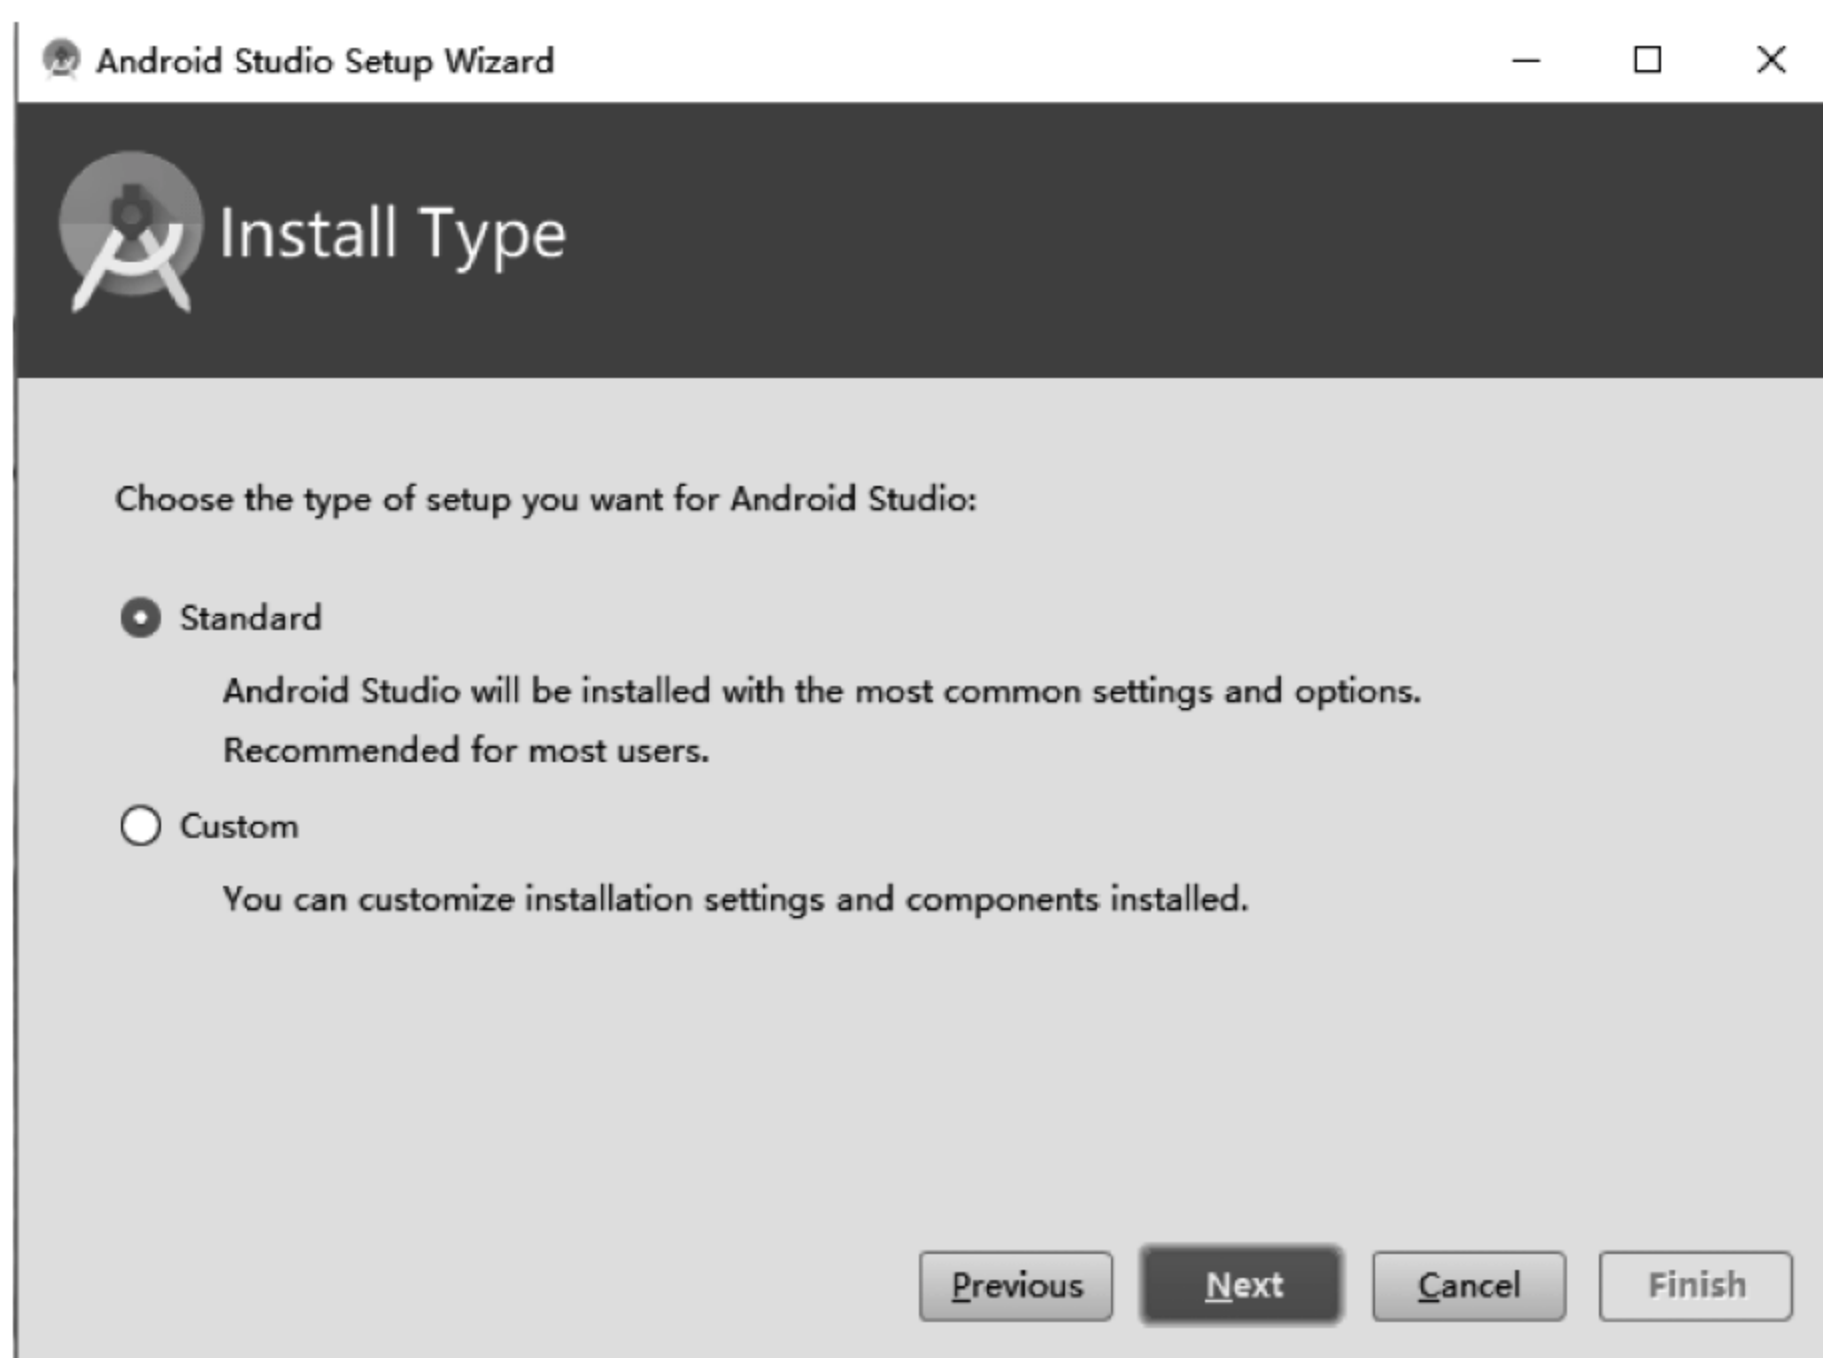 Android Studio Setup Wizard
Install Type
Choose the type of setup you want for Android Studio:
Standard
Android Studio will be installed with the most common settings and options.
Recommended for most users.
Custom
You can customize installation settings and components installed.
Previous Next Cancel Finish